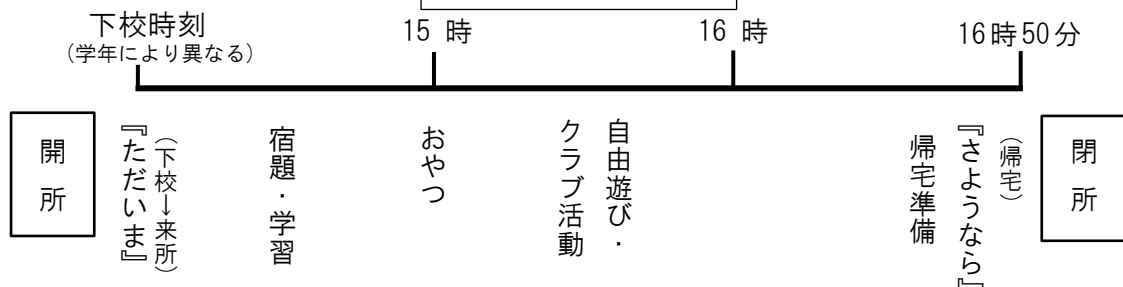 下校時刻
(学年により異なる)
15 時
16 時
16時50分
開所
『ただいま』
(下校→来所)
宿題・学習
おやつ
自由遊び・
クラブ活動
帰宅準備
『さようなら』
(帰宅)
閉所